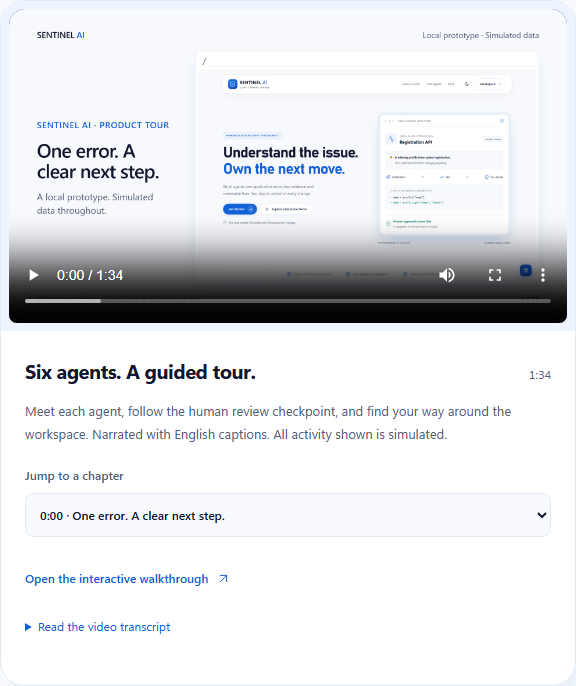 SENTINEL AI
Local prototype · Simulated data
/
SENTINEL AI
SENTINEL AI · PRODUCT TOUR
One error. A
clear next step.
A local prototype. Simulated
data throughout.
Understand the issue.
Own the next move.
Registration API
0:00 / 1:34
Six agents. A guided tour.
1:34
Meet each agent, follow the human review checkpoint, and find your way around the
workspace. Narrated with English captions. All activity shown is simulated.
Jump to a chapter
0:00 · One error. A clear next step.
Open the interactive walkthrough
Read the video transcript